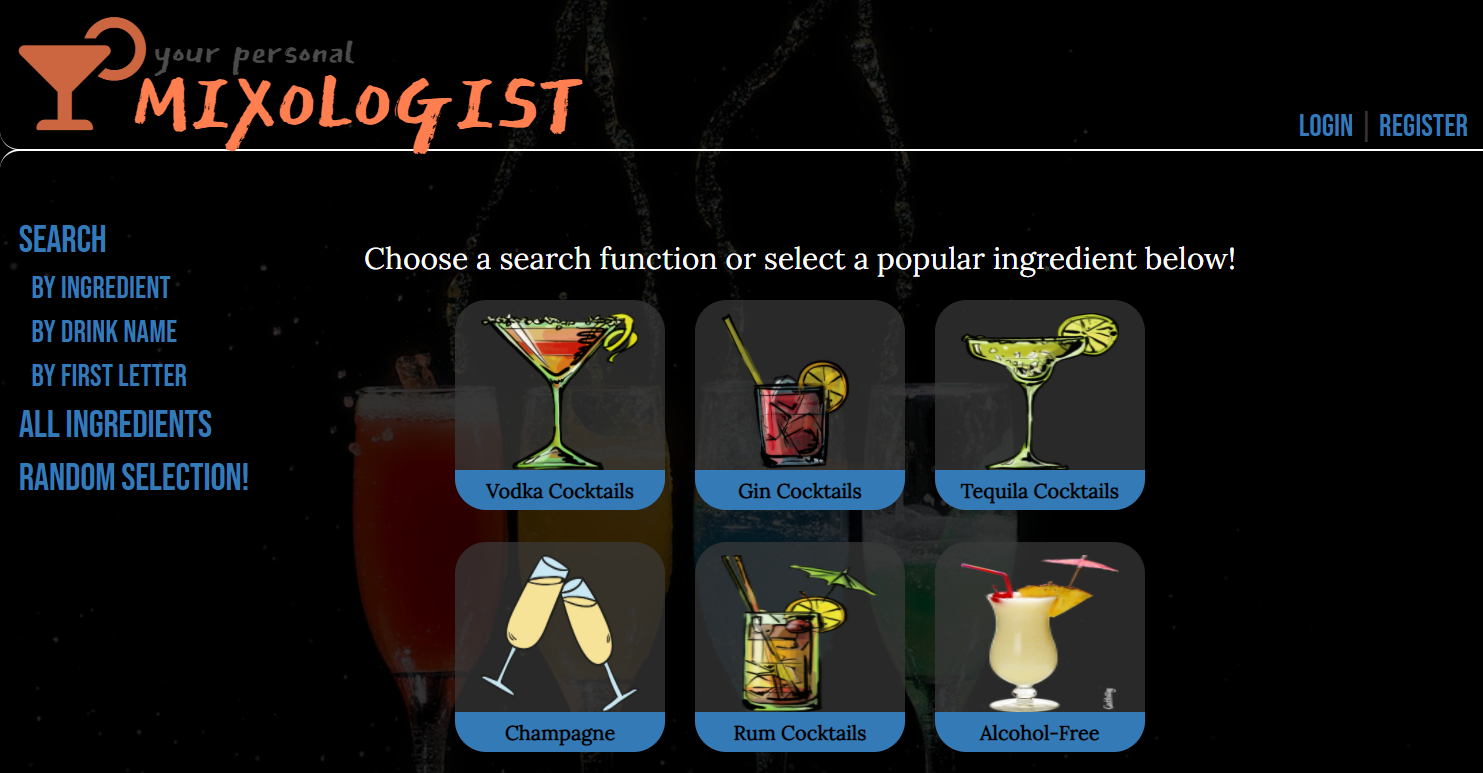 your personal
MIXOLOGIST
LOGIN | REGISTER
SEARCH
BY INGREDIENT
BY DRINK NAME
BY FIRST LETTER
ALL INGREDIENTS
RANDOM SELECTION!
Choose a search function or select a popular ingredient below!
Vodka Cocktails
Gin Cocktails
Tequila Cocktails
Champagne
Rum Cocktails
Alcohol-Free